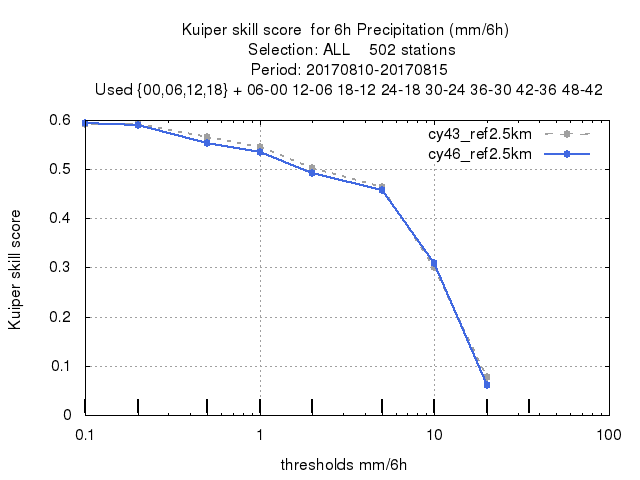 Kuiper skill score  for 6h Precipitation (mm/6h)
Selection: ALL    502 stations
Period: 20170810-20170815
Used {00,06,12,18} + 06-00 12-06 18-12 24-18 30-24 36-30 42-36 48-42
cy43_ref2.5km
cy46_ref2.5km
Kuiper skill score
0.6
0.5
0.4
0.3
0.2
0.1
0
0.1 1 10 100
thresholds mm/6h